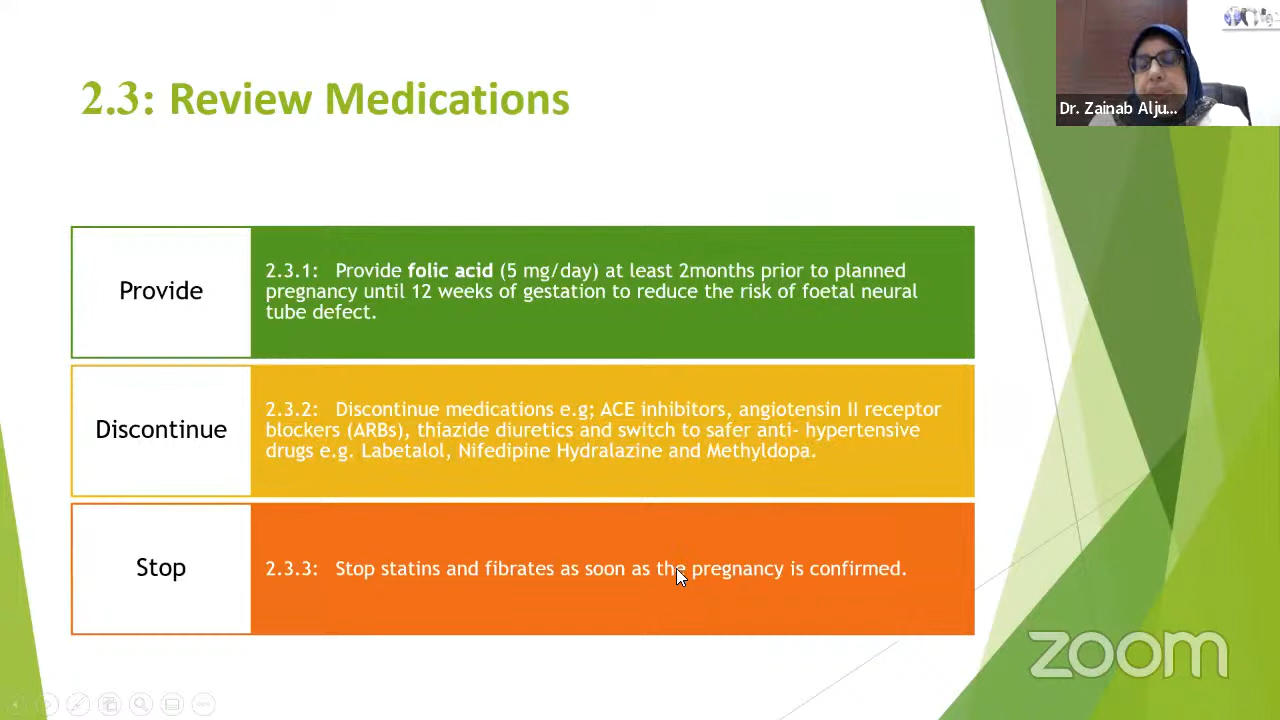 2.3: Review Medications
Dr. Zainab Alju...
Provide
2.3.1: Provide folic acid (5 mg/day) at least 2months prior to planned
pregnancy until 12 weeks of gestation to reduce the risk of foetal neural
tube defect.
Discontinue
2.3.2: Discontinue medications e.g; ACE inhibitors, angiotensin II receptor
blockers (ARBs), thiazide diuretics and switch to safer anti- hypertensive
drugs e.g. Labetalol, Nifedipine Hydralazine and Methyldopa.
Stop
2.3.3: Stop statins and fibrates as soon as the pregnancy is confirmed.
zoom